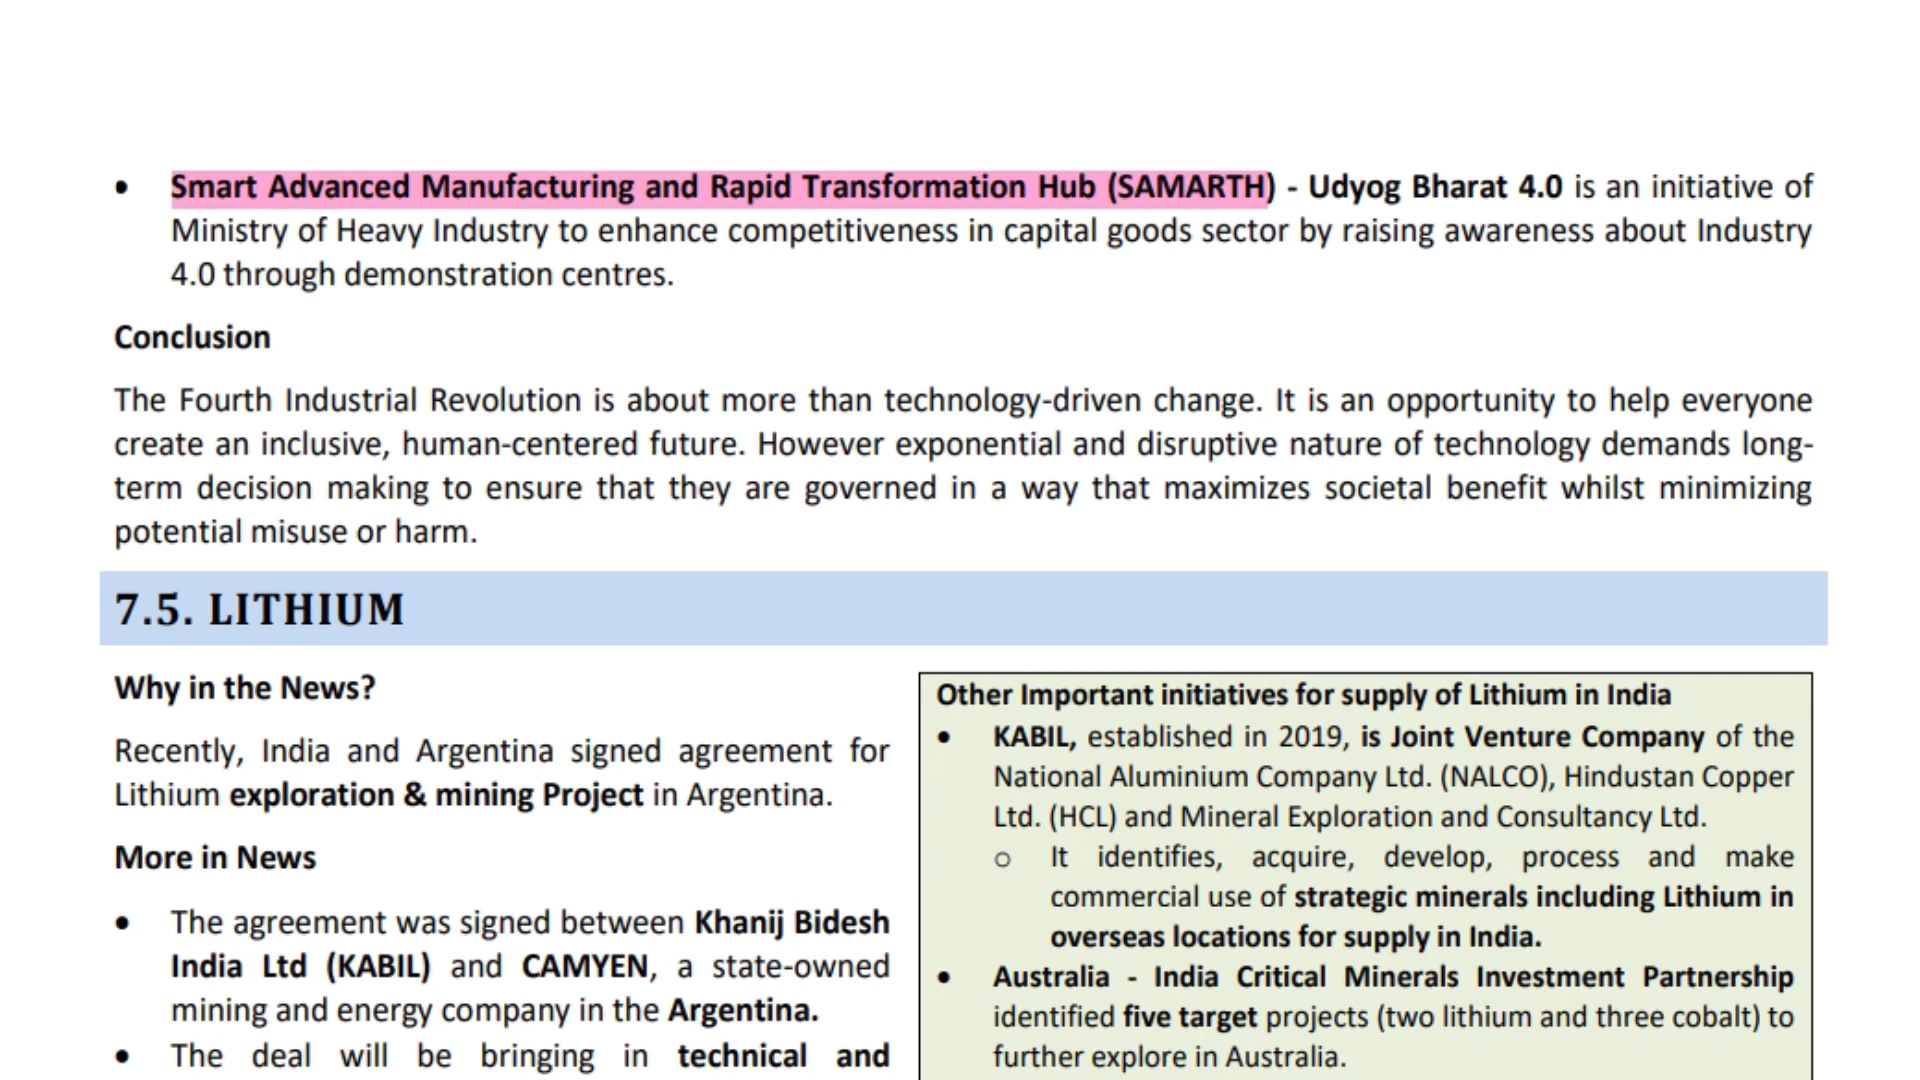 • Smart Advanced Manufacturing and Rapid Transformation Hub (SAMARTH) - Udyog Bharat 4.0 is an initiative of
Ministry of Heavy Industry to enhance competitiveness in capital goods sector by raising awareness about Industry
4.0 through demonstration centres.
Conclusion
The Fourth Industrial Revolution is about more than technology-driven change. It is an opportunity to help everyone
create an inclusive, human-centered future. However exponential and disruptive nature of technology demands long-
term decision making to ensure that they are governed in a way that maximizes societal benefit whilst minimizing
potential misuse or harm.
7.5. LITHIUM
Why in the News?
Recently, India and Argentina signed agreement for
Lithium exploration & mining Project in Argentina.
More in News
• The agreement was signed between Khanij Bidesh
India Ltd (KABIL) and CAMYEN, a state-owned
mining and energy company in the Argentina.
• The deal will be bringing in technical and
Other Important initiatives for supply of Lithium in India
• KABIL, established in 2019, is Joint Venture Company of the
National Aluminium Company Ltd. (NALCO), Hindustan Copper
Ltd. (HCL) and Mineral Exploration and Consultancy Ltd.
o It identifies, acquire, develop, process and make
commercial use of strategic minerals including Lithium in
overseas locations for supply in India.
• Australia - India Critical Minerals Investment Partnership
identified five target projects (two lithium and three cobalt) to
further explore in Australia.